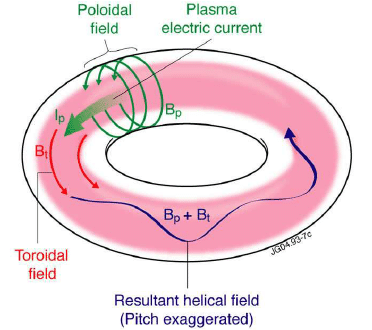 Poloidal
field
Plasma
electric current
Ip
Bp
Bt
Bp + Bt
Toroidal
field
JG04.93-7c
Resultant helical field
(Pitch exaggerated)